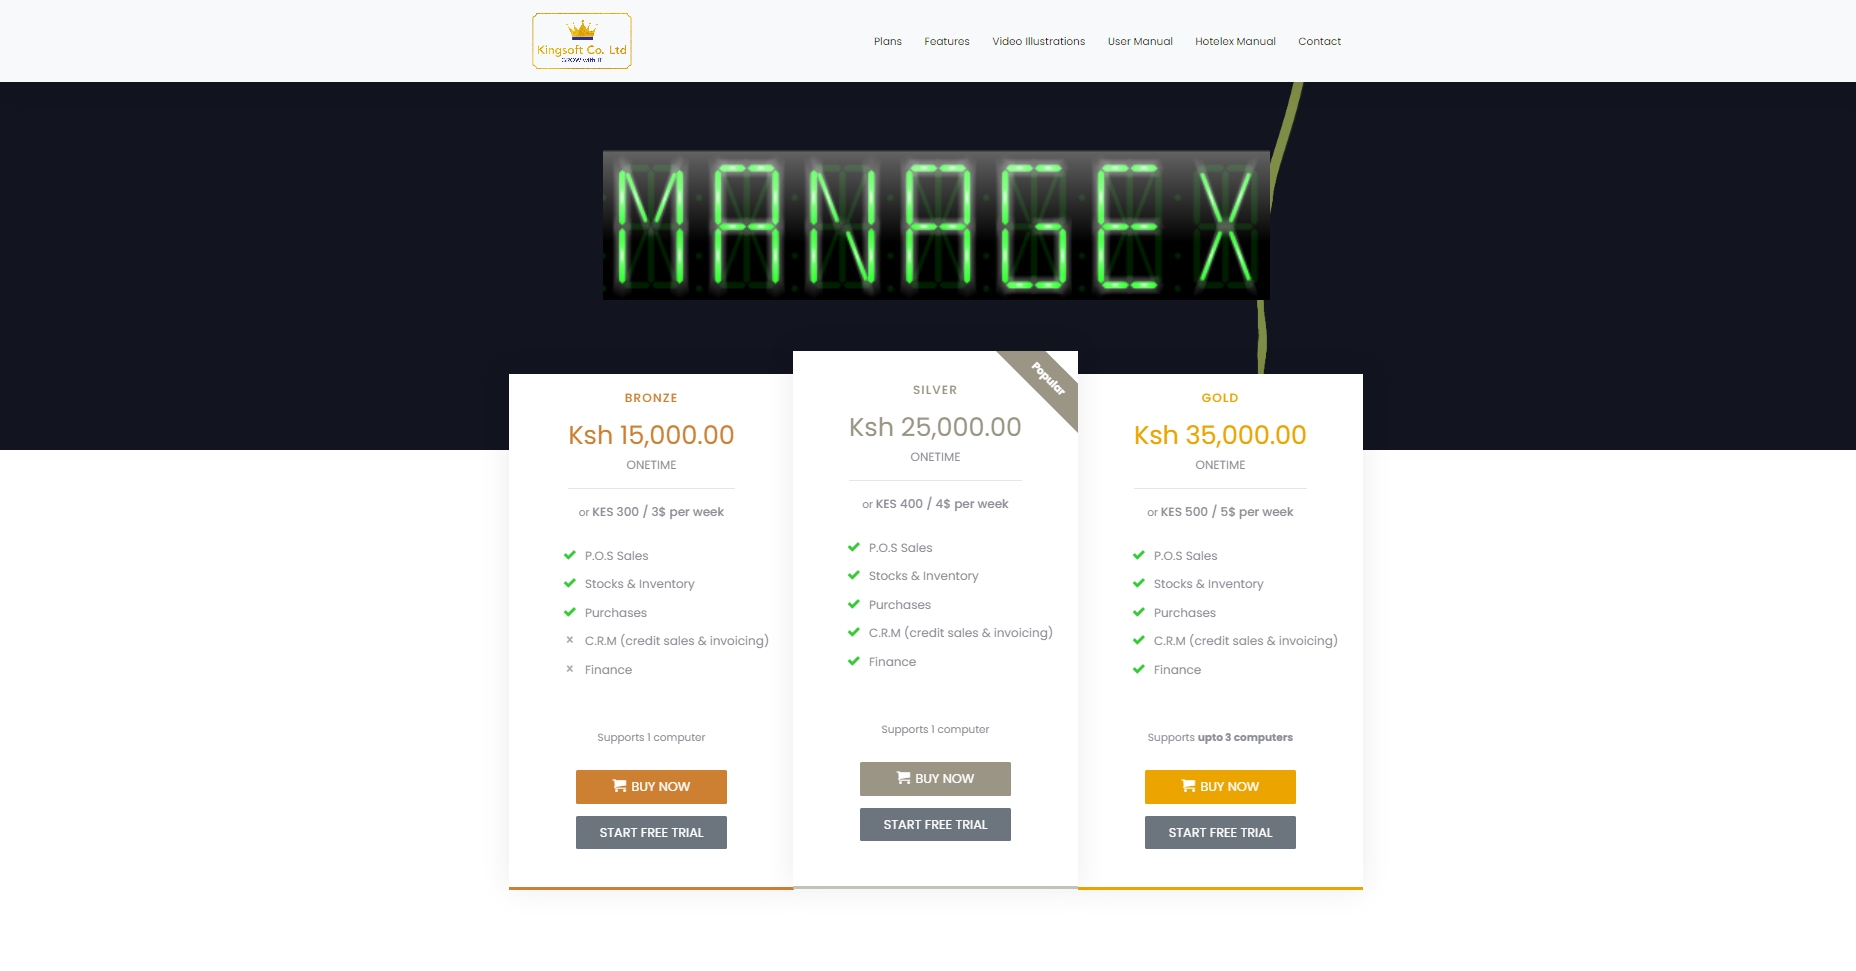 Kingsoft Co. Ltd
GROW with IT
Plans
Features
Video Illustrations
User Manual
Hotelex Manual
Contact
MANAGE X
BRONZE
Ksh 15,000.00
ONETIME
or KES 300 / 3$ per week
P.O.S Sales
Stocks & Inventory
Purchases
C.R.M (credit sales & invoicing)
Finance
Supports 1 computer
BUY NOW
START FREE TRIAL
Popular
SILVER
Ksh 25,000.00
ONETIME
or KES 400 / 4$ per week
P.O.S Sales
Stocks & Inventory
Purchases
C.R.M (credit sales & invoicing)
Finance
Supports 1 computer
BUY NOW
START FREE TRIAL
GOLD
Ksh 35,000.00
ONETIME
or KES 500 / 5$ per week
P.O.S Sales
Stocks & Inventory
Purchases
C.R.M (credit sales & invoicing)
Finance
Supports upto 3 computers
BUY NOW
START FREE TRIAL